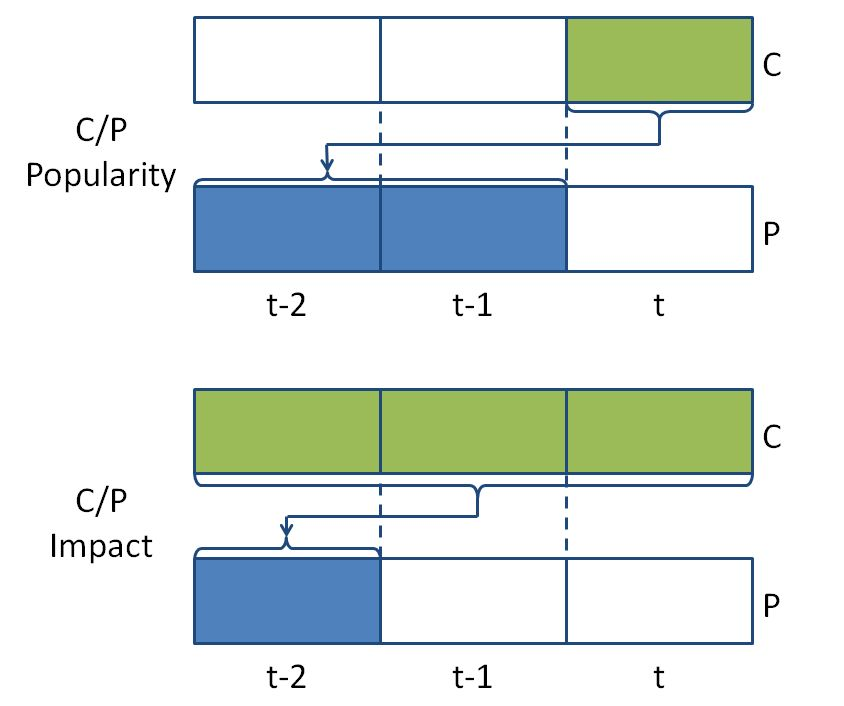 C
C/P
Popularity
P
t-2 t-1 t
C
C/P
Impact
P
t-2 t-1 t